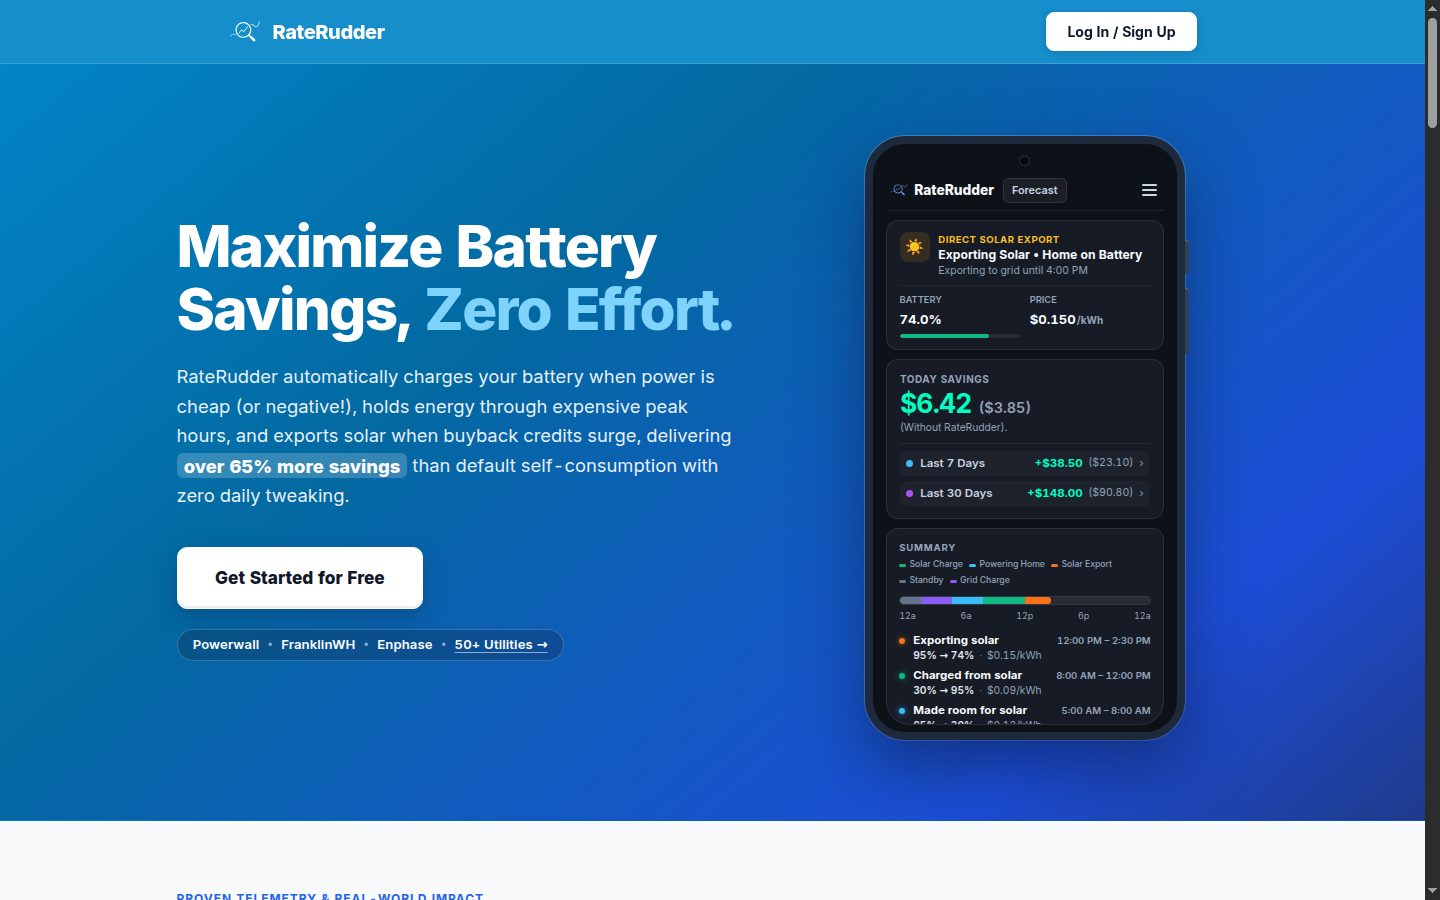 RateRudder
Log In / Sign Up
Maximize Battery
Savings, Zero Effort.
RateRudder automatically charges your battery when power is
cheap (or negative!), holds energy through expensive peak
hours, and exports solar when buyback credits surge, delivering
over 65% more savings than default self-consumption with
zero daily tweaking.
Get Started for Free
Powerwall • FranklinWH • Enphase • 50+ Utilities →
RateRudder Forecast
DIRECT SOLAR EXPORT
Exporting Solar • Home on Battery
Exporting to grid until 4:00 PM
BATTERY PRICE
74.0% $0.150/kWh
TODAY SAVINGS
$6.42 ($3.85)
(Without RateRudder).
Last 7 Days +$38.50 ($23.10) ›
Last 30 Days +$148.00 ($90.80) ›
SUMMARY
Solar Charge Powering Home Solar Export
Standby Grid Charge
12a 6a 12p 6p 12a
Exporting solar 12:00 PM – 2:30 PM
95% → 74% · $0.15/kWh
Charged from solar 8:00 AM – 12:00 PM
30% → 95% · $0.09/kWh
Made room for solar 5:00 AM – 8:00 AM
PROVEN TELEMETRY & REAL-WORLD IMPACT